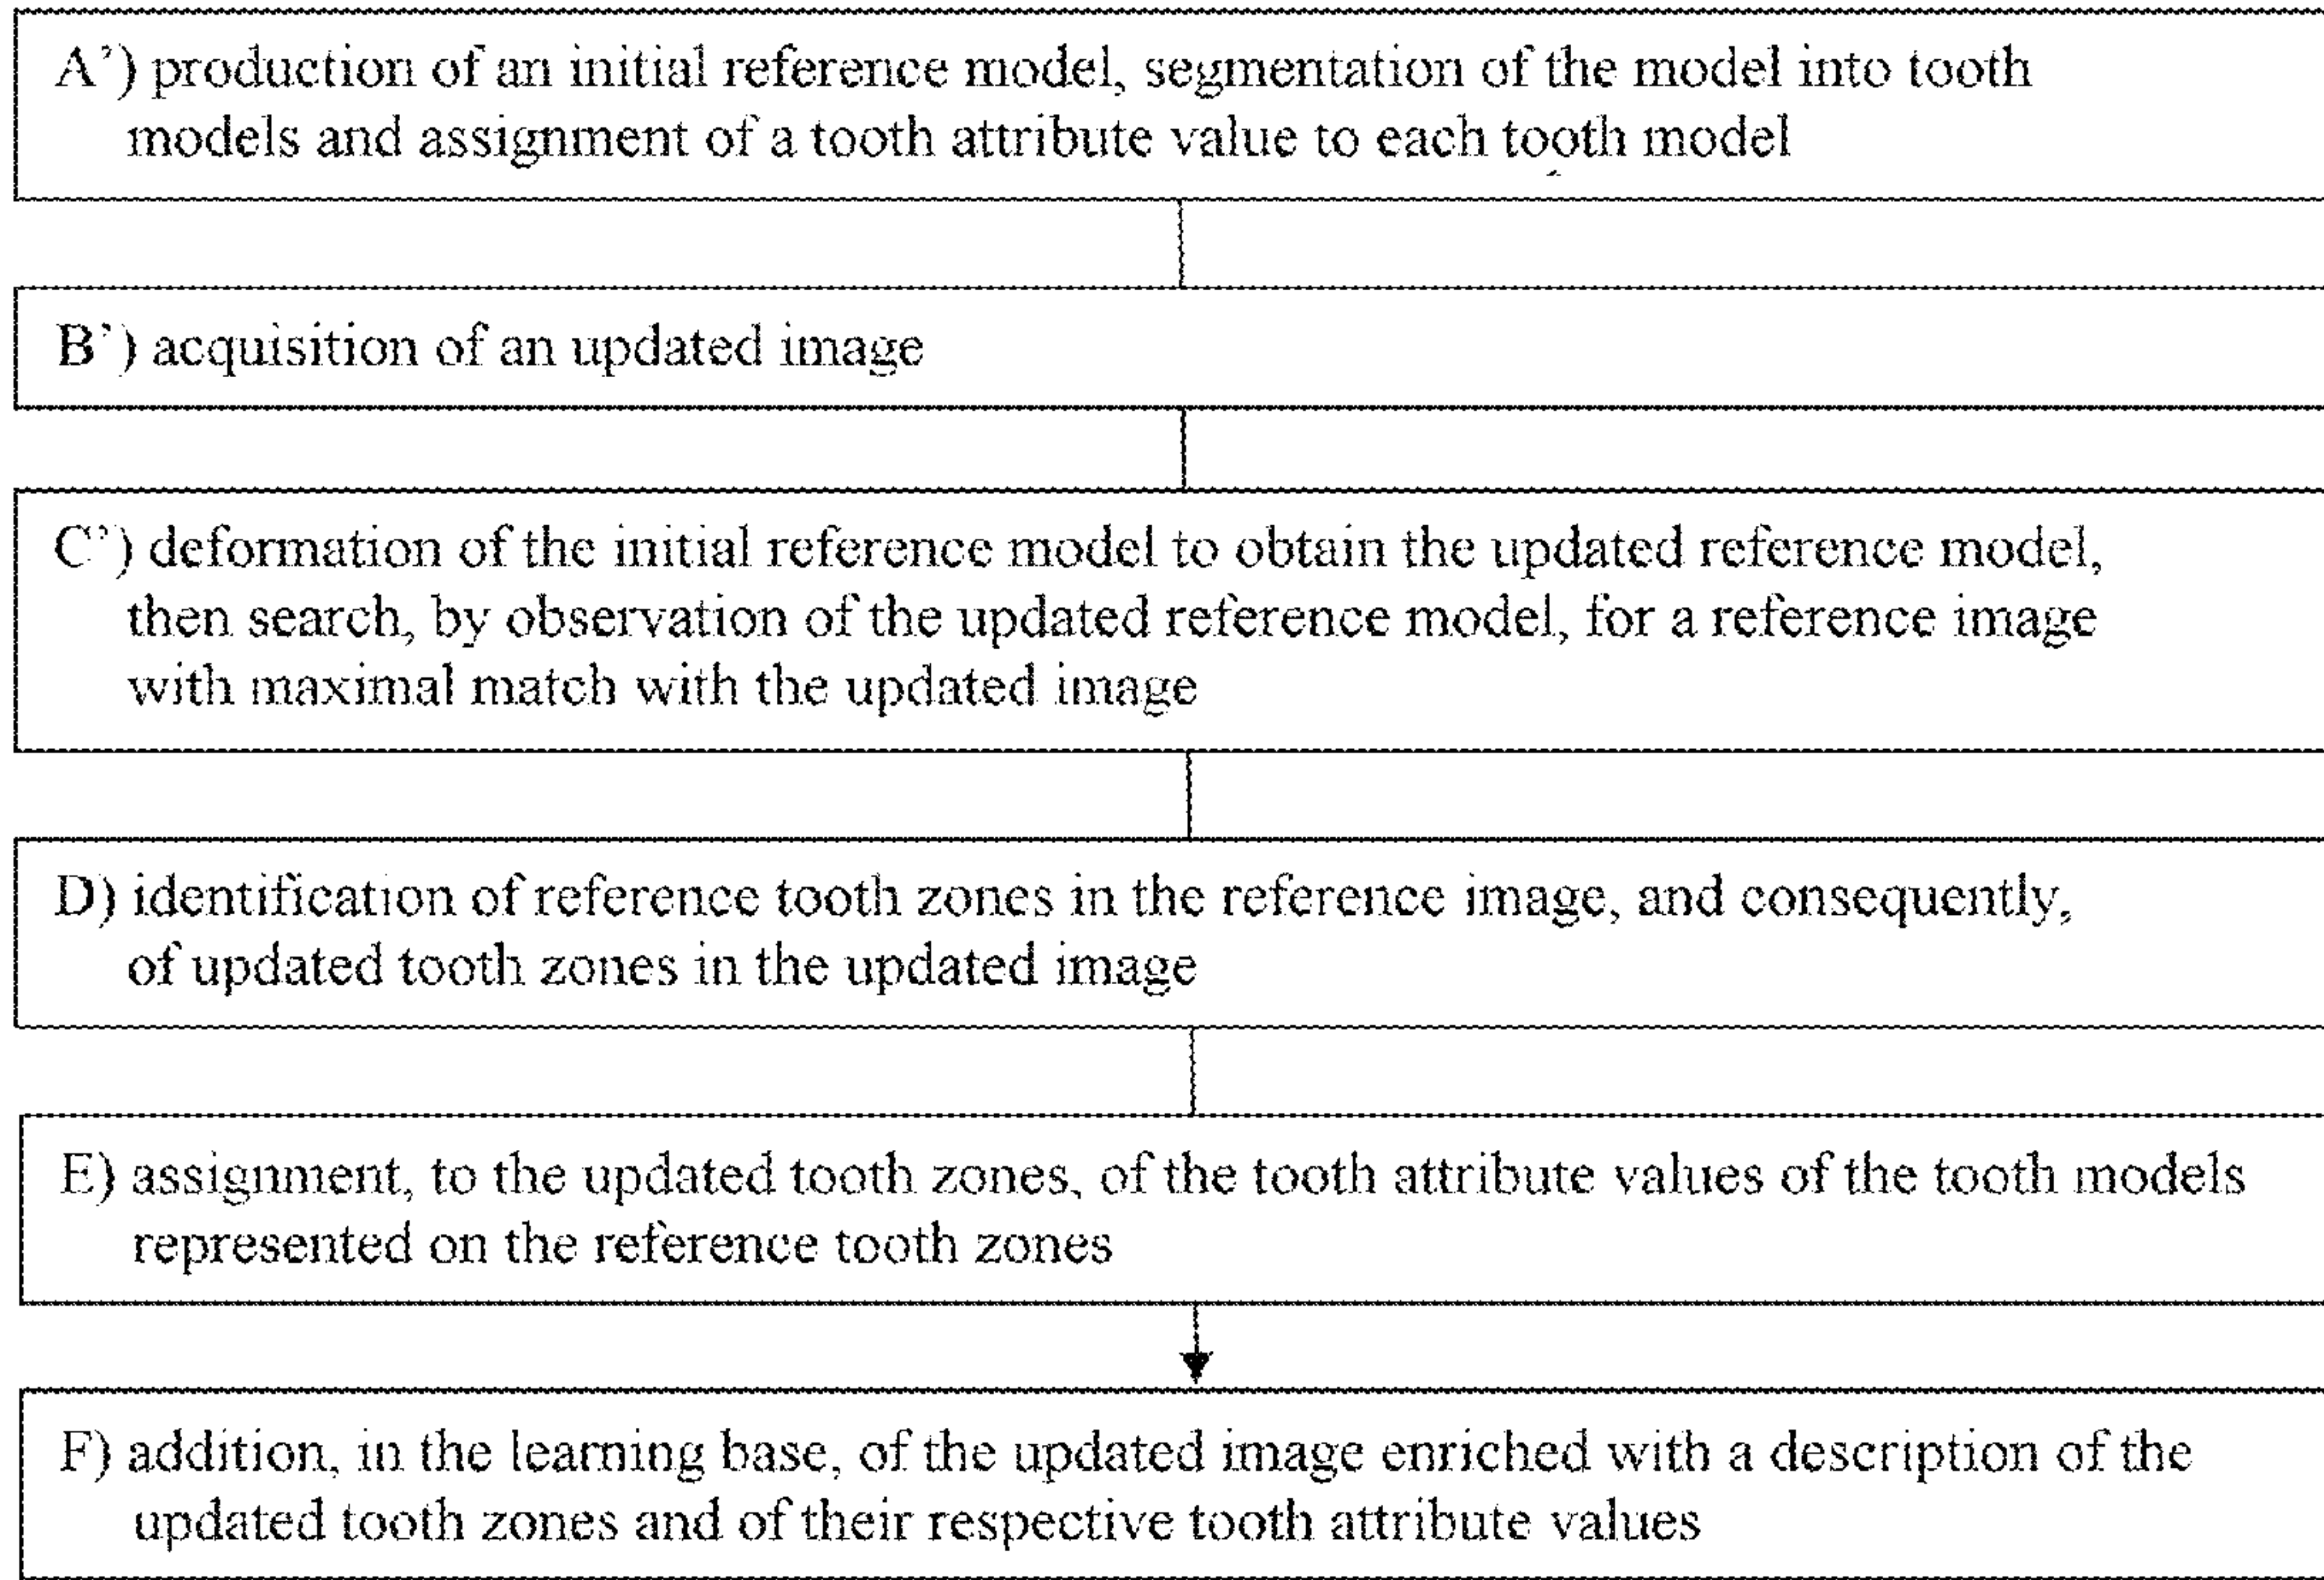 A’) production of an initial reference model, segmentation of the model into tooth
models and assignment of a tooth attribute value to each tooth model
B’) acquisition of an updated image
C’) deformation of the initial reference model to obtain the updated reference model,
then search, by observation of the updated reference model, for a reference image
with maximal match with the updated image
D) identification of reference tooth zones in the reference image, and consequently,
of updated tooth zones in the updated image
E) assignment, to the updated tooth zones, of the tooth attribute values of the tooth models
represented on the reference tooth zones
F) addition, in the learning base, of the updated image enriched with a description of the
updated tooth zones and of their respective tooth attribute values